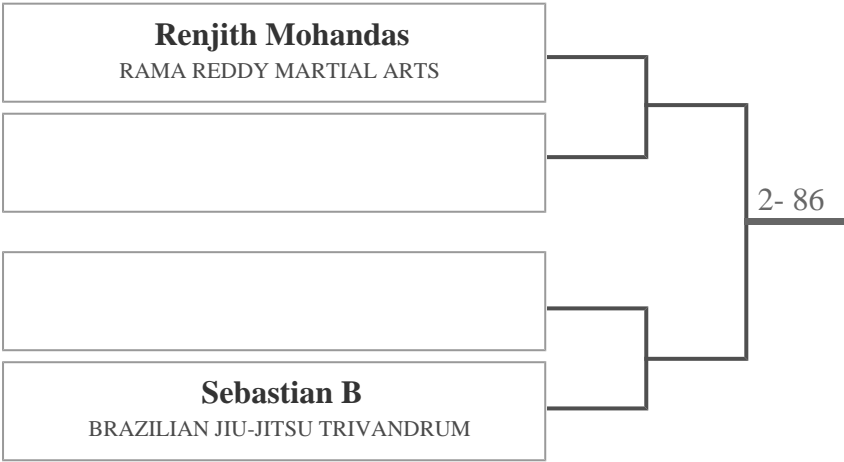 Renjith Mohandas
RAMA REDDY MARTIAL ARTS
2- 86
Sebastian B
BRAZILIAN JIU-JITSU TRIVANDRUM